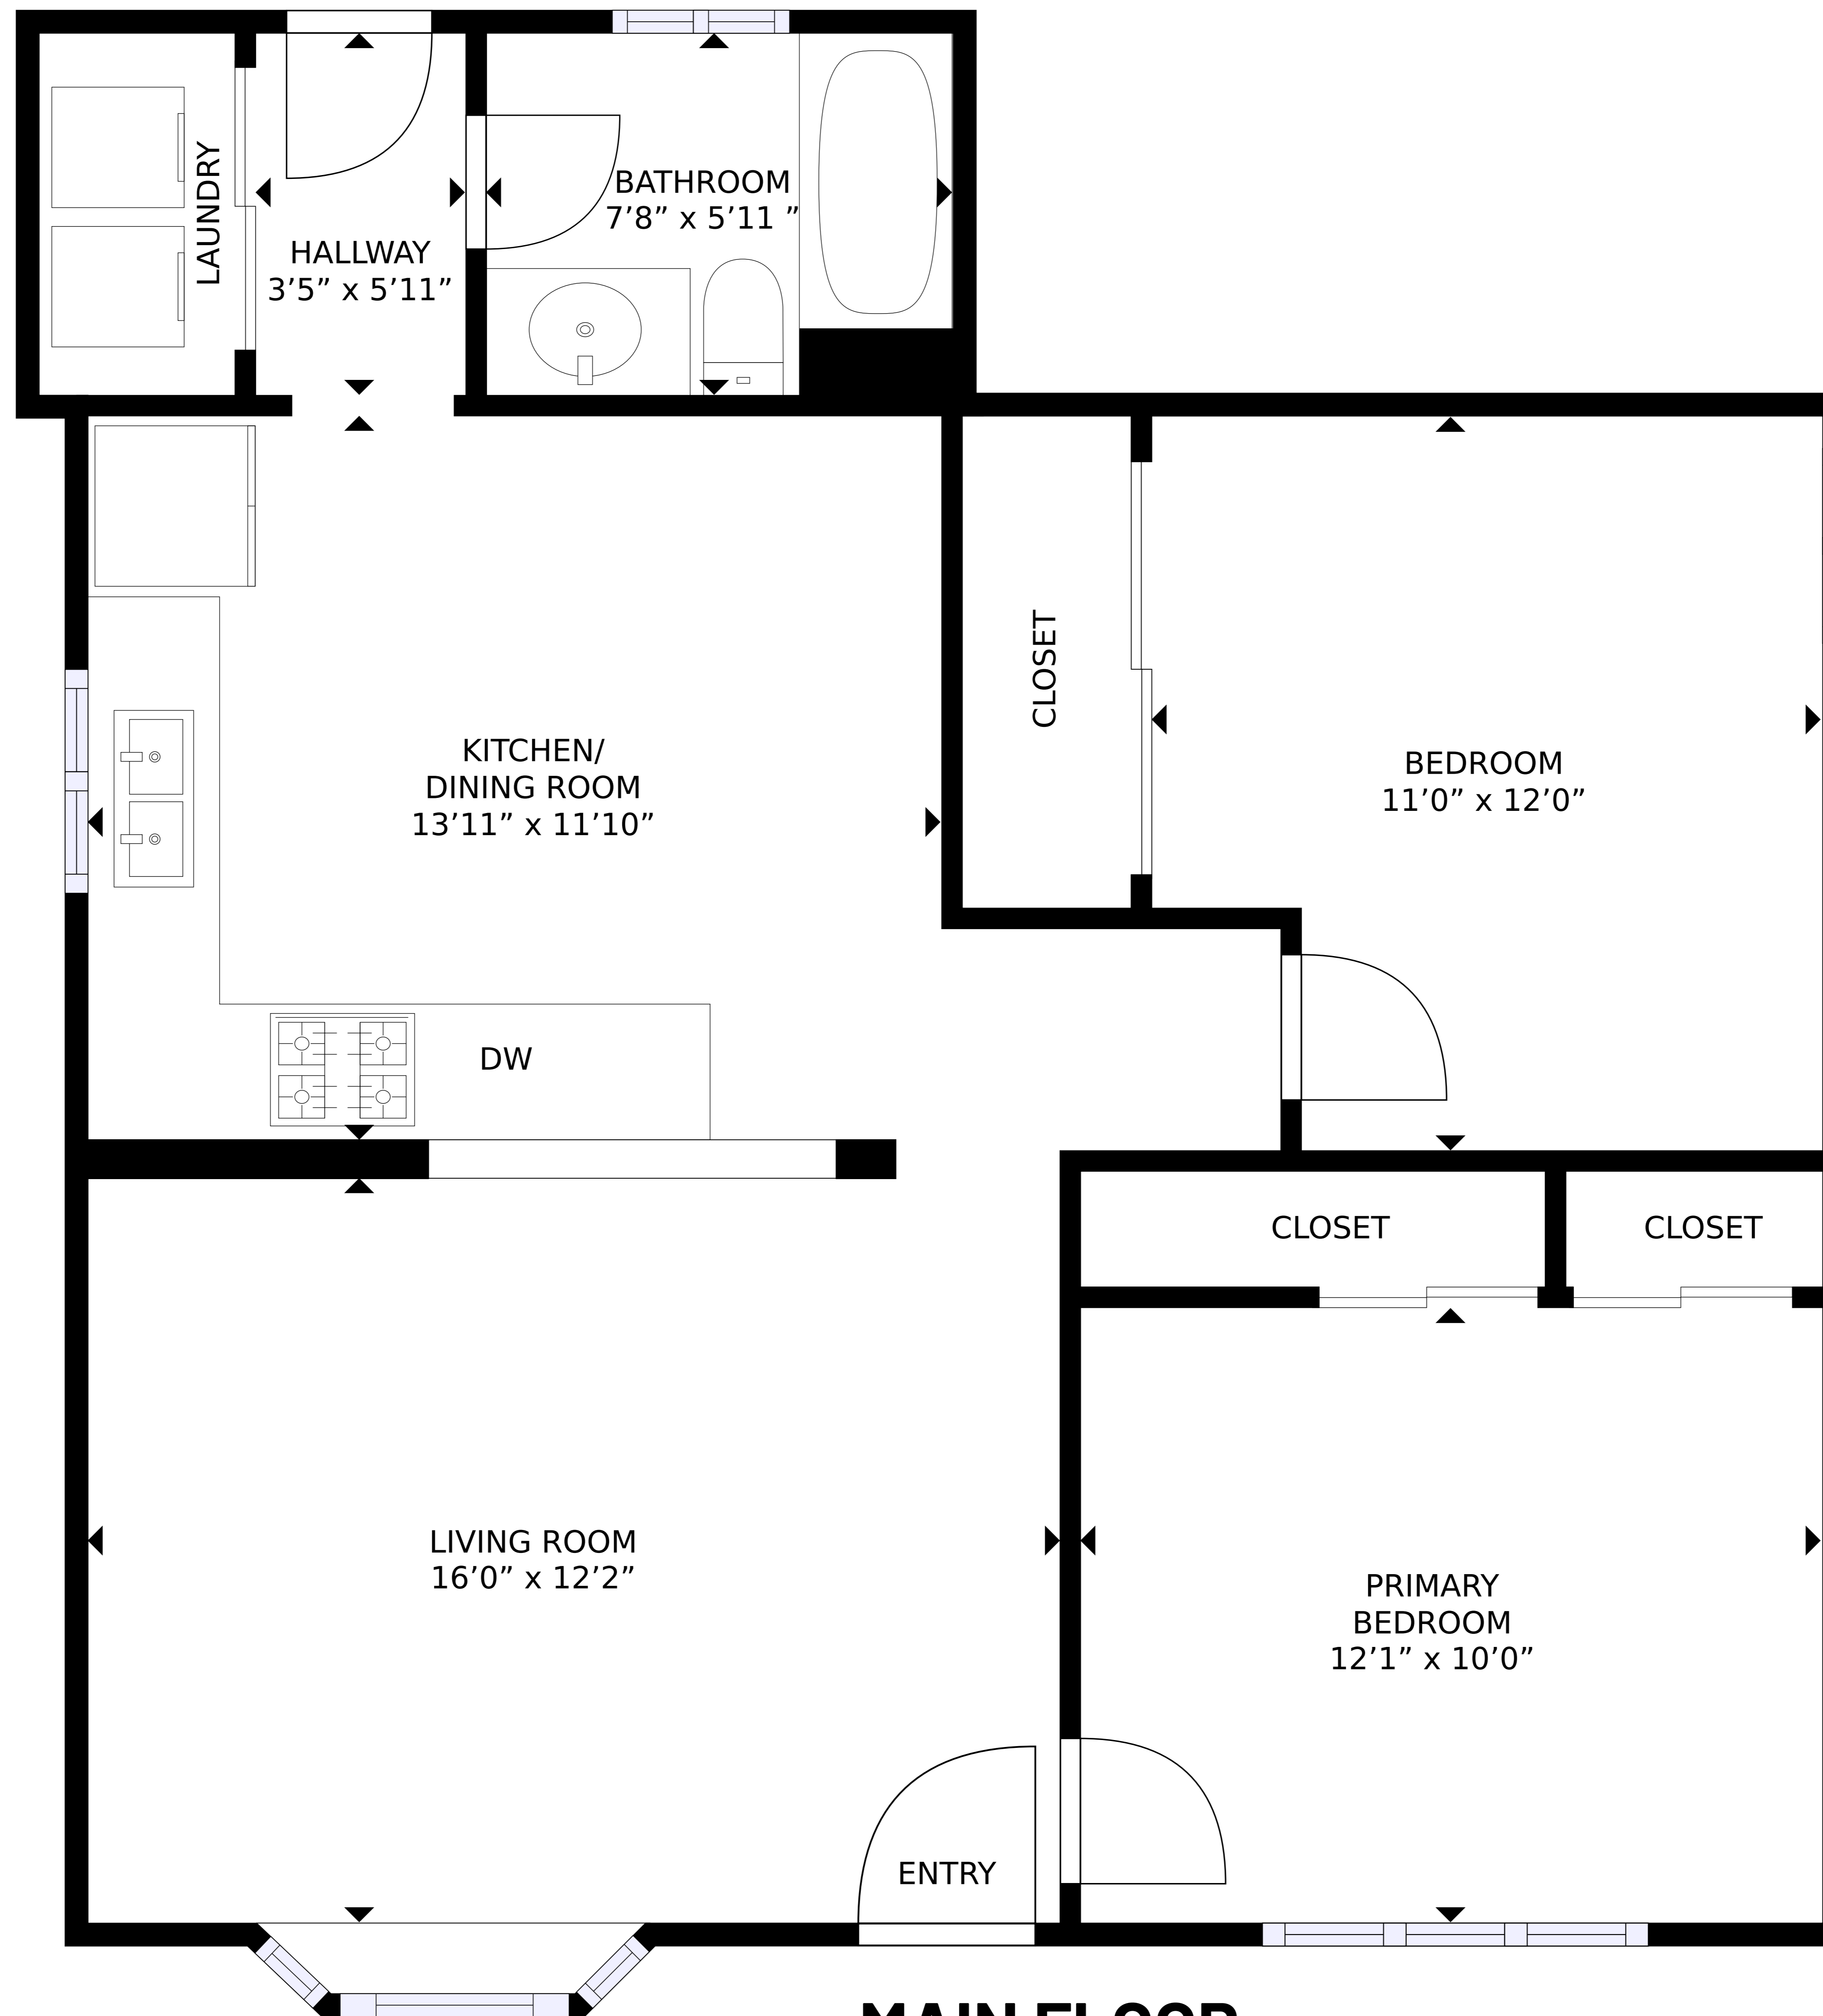 LAUNDRY
HALLWAY
3’5” x 5’11”
BATHROOM
7’8” x 5’11 ”
CLOSET
KITCHEN/
DINING ROOM
13’11” x 11’10”
BEDROOM
11’0” x 12’0”
DW
CLOSET
CLOSET
LIVING ROOM
16’0” x 12’2”
PRIMARY
BEDROOM
12’1” x 10’0”
ENTRY
MAIN FLOOR